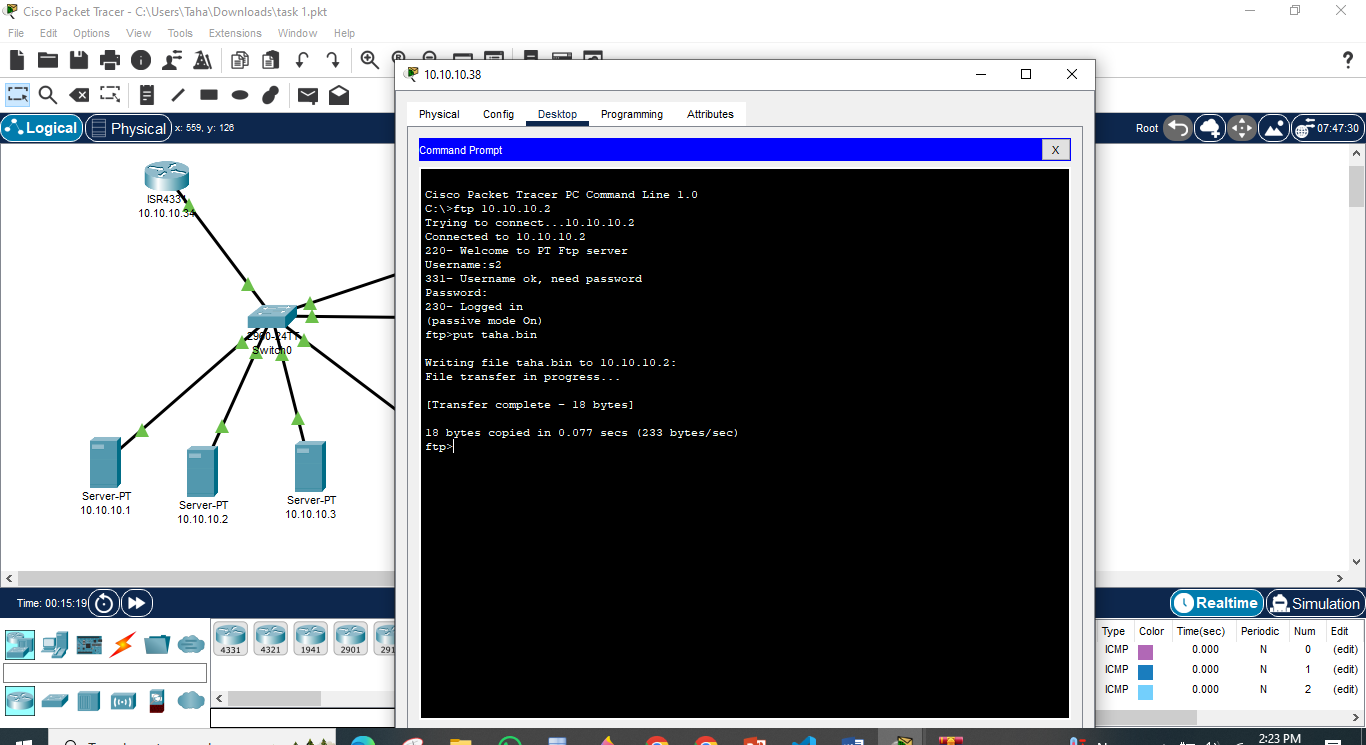 Cisco Packet Tracer - C:\Users\Taha\Downloads\task 1.pkt
File Edit Options View Tools Extensions Window Help
?
10.10.10.38
Physical Config Desktop Programming Attributes
Logical Physical x: 559, y: 126
Root 07:47:30
Command Prompt X
Cisco Packet Tracer PC Command Line 1.0
C:\>ftp 10.10.10.2
Trying to connect...10.10.10.2
Connected to 10.10.10.2
220- Welcome to PT Ftp server
Username:s2
331- Username ok, need password
Password:
230- Logged in
(passive mode On)
ftp>put taha.bin
Writing file taha.bin to 10.10.10.2:
File transfer in progress...
[Transfer complete - 18 bytes]
18 bytes copied in 0.077 secs (233 bytes/sec)
ftp>
ISR4331
10.10.10.34
2960-24TT
Switch0
Server-PT
10.10.10.1
Server-PT
10.10.10.2
Server-PT
10.10.10.3
Time: 00:15:19
Realtime Simulation
4331 4321 1941 2901
Type Color Time(sec) Periodic Num Edit
ICMP 0.000 N 0 (edit)
ICMP 0.000 N 1 (edit)
ICMP 0.000 N 2 (edit)
2:23 PM